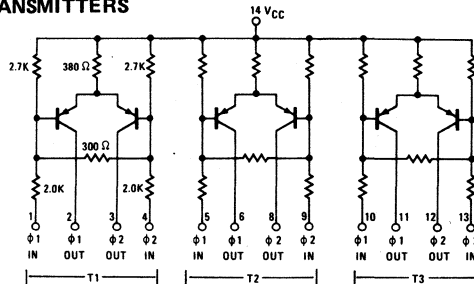 ANSMITTERS
14 VCC
2.7K 380 Ω 2.7K
300 Ω
2.0K 2.0K
1 2 3 4 5 6 8 9 10 11 12 13
ϕ1 ϕ1 ϕ2 ϕ2 ϕ1 ϕ1 ϕ2 ϕ2 ϕ1 ϕ1 ϕ2
IN OUT OUT IN IN OUT OUT IN IN OUT OUT IN
T1 T2 T3